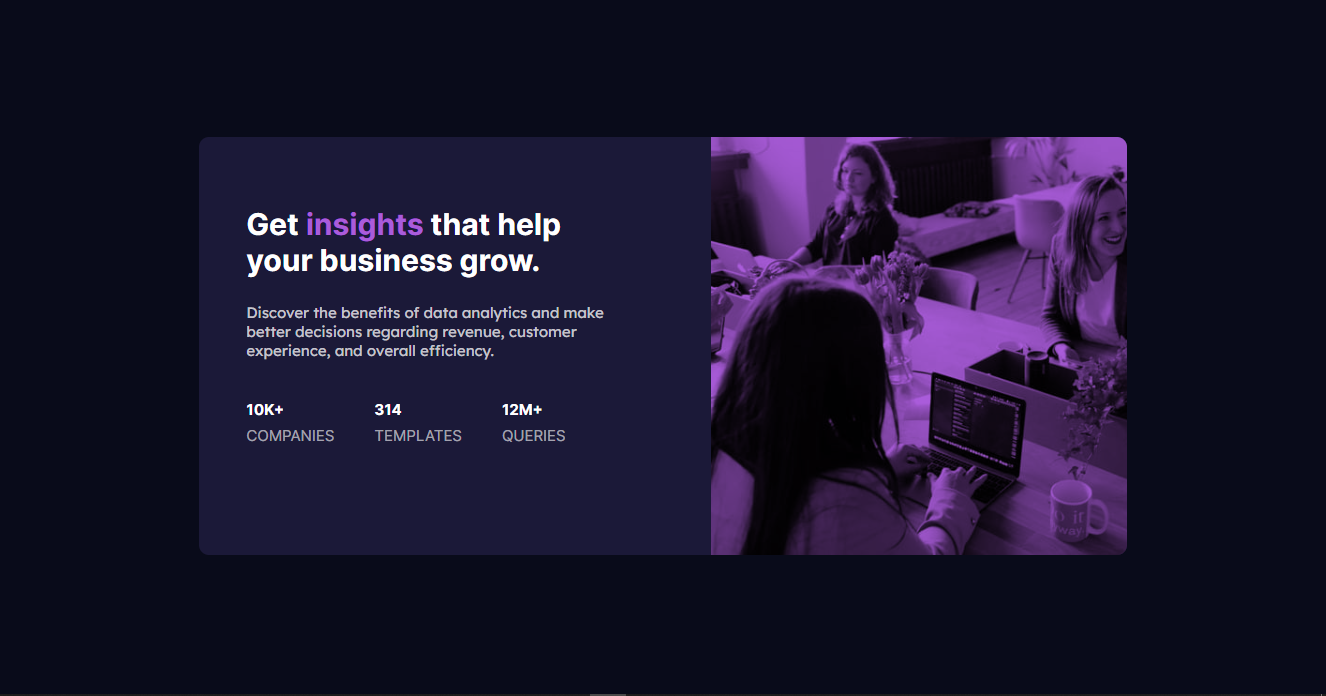 Get insights that help
your business grow.
Discover the benefits of data analytics and make
better decisions regarding revenue, customer
experience, and overall efficiency.
10K+ 314 12M+
COMPANIES TEMPLATES QUERIES